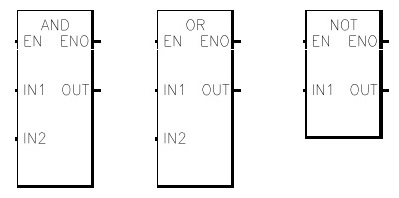 AND
EN ENO
IN1 OUT
IN2
OR
EN ENO
IN1 OUT
IN2
NOT
EN ENO
IN1 OUT